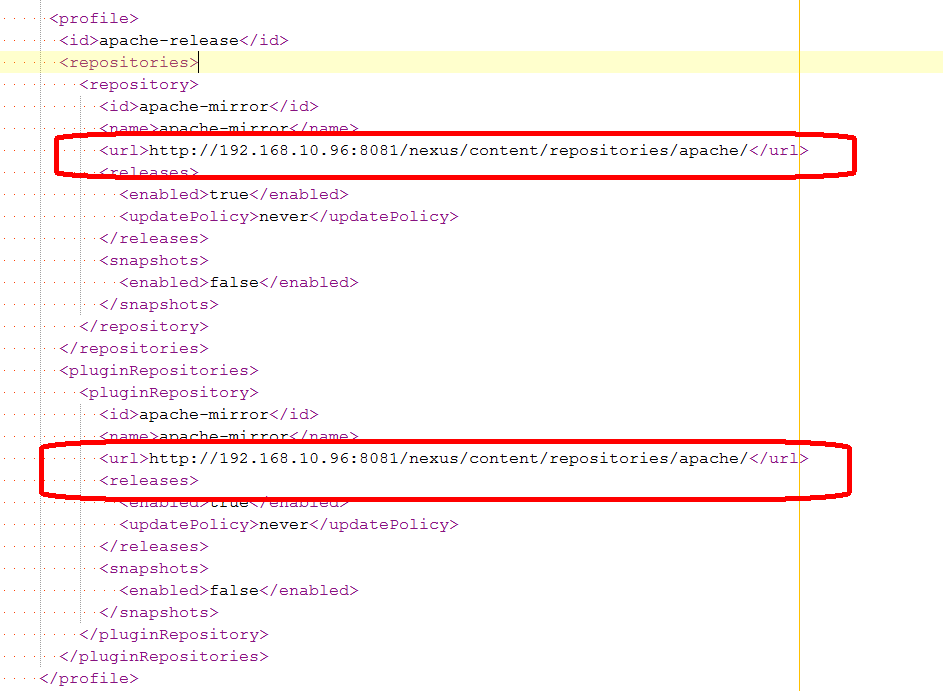 <profile>
<id>apache-release</id>
<repositories>
<repository>
<id>apache-mirror</id>
<name>apache-mirror</name>
<url>http://192.168.10.96:8081/nexus/content/repositories/apache/</url>
<releases>
<enabled>true</enabled>
<updatePolicy>never</updatePolicy>
</releases>
<snapshots>
<enabled>false</enabled>
</snapshots>
</repository>
</repositories>
<pluginRepositories>
<pluginRepository>
<id>apache-mirror</id>
<name>apache-mirror</name>
<url>http://192.168.10.96:8081/nexus/content/repositories/apache/</url>
<releases>
<enabled>true</enabled>
<updatePolicy>never</updatePolicy>
</releases>
<snapshots>
<enabled>false</enabled>
</snapshots>
</pluginRepository>
</pluginRepositories>
</profile>